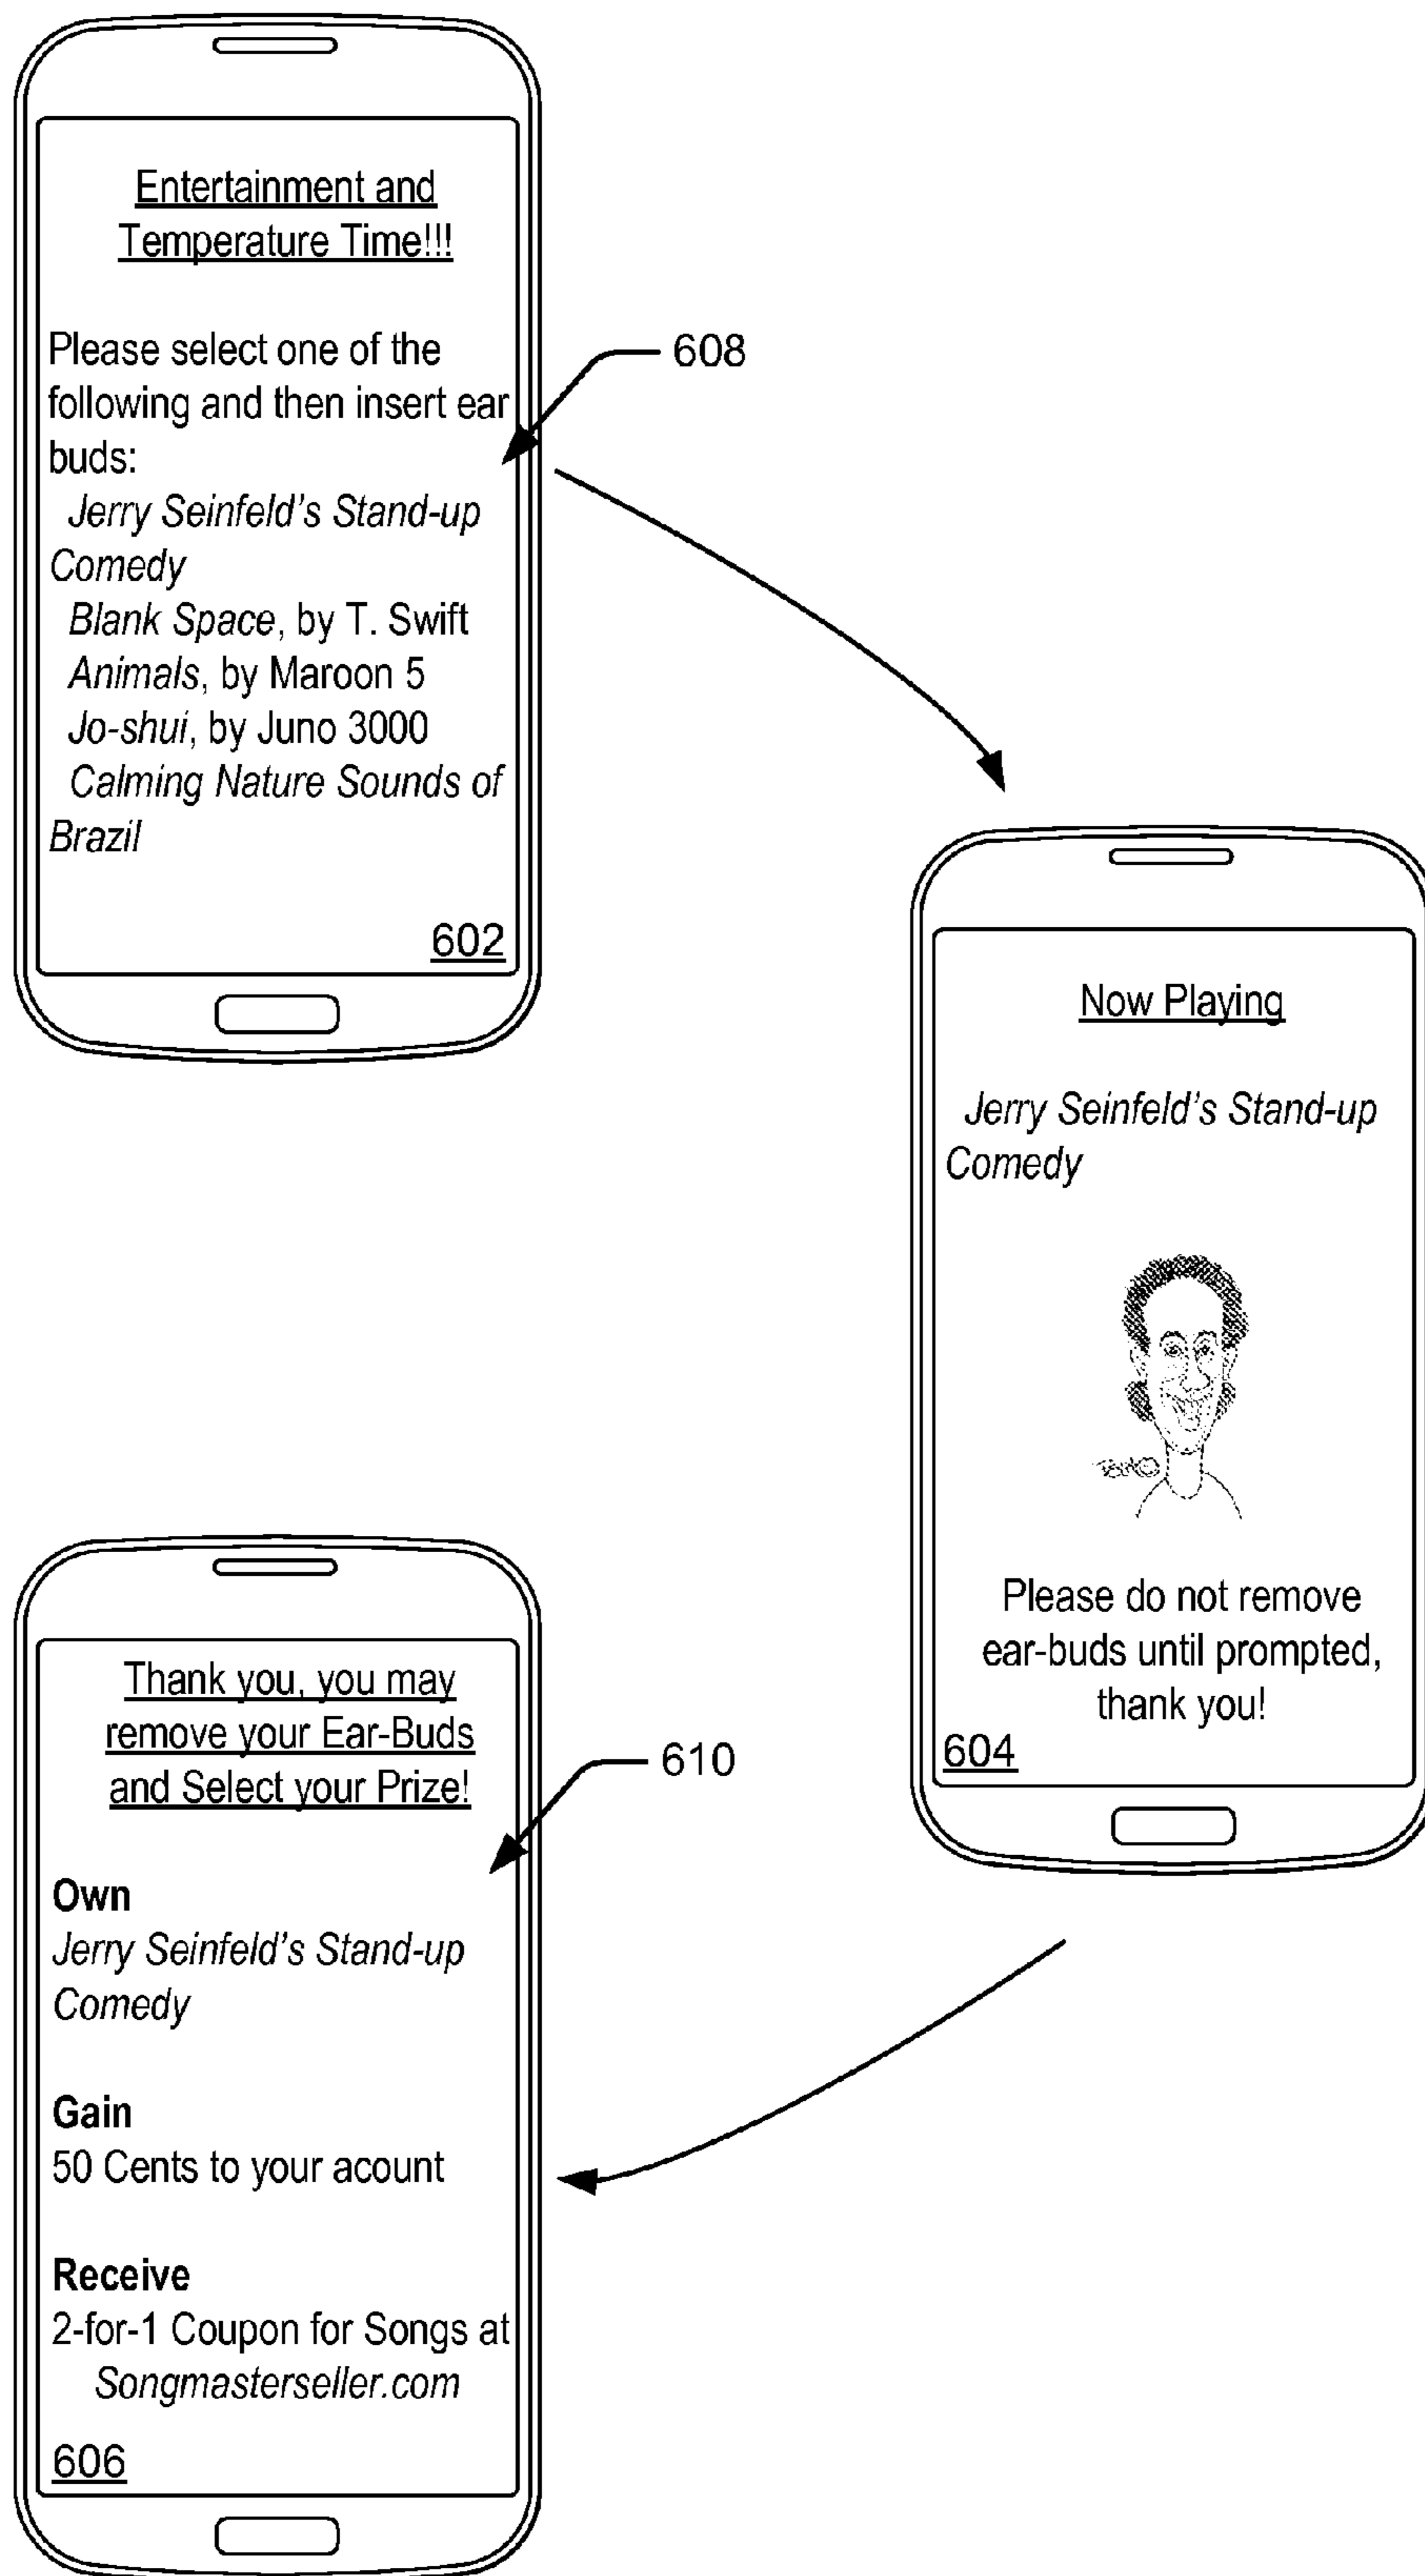 Entertainment and
Temperature Time!!!
Please select one of the
following and then insert ear
buds:
Jerry Seinfeld's Stand-up
Comedy
Blank Space, by T. Swift
Animals, by Maroon 5
Jo-shui, by Juno 3000
Calming Nature Sounds of
Brazil
602
608
Now Playing
Jerry Seinfeld's Stand-up
Comedy
Please do not remove
ear-buds until prompted,
thank you!
604
Thank you, you may
remove your Ear-Buds
and Select your Prize!
610
Own
Jerry Seinfeld's Stand-up
Comedy
Gain
50 Cents to your acount
Receive
2-for-1 Coupon for Songs at
Songmasterseller.com
606